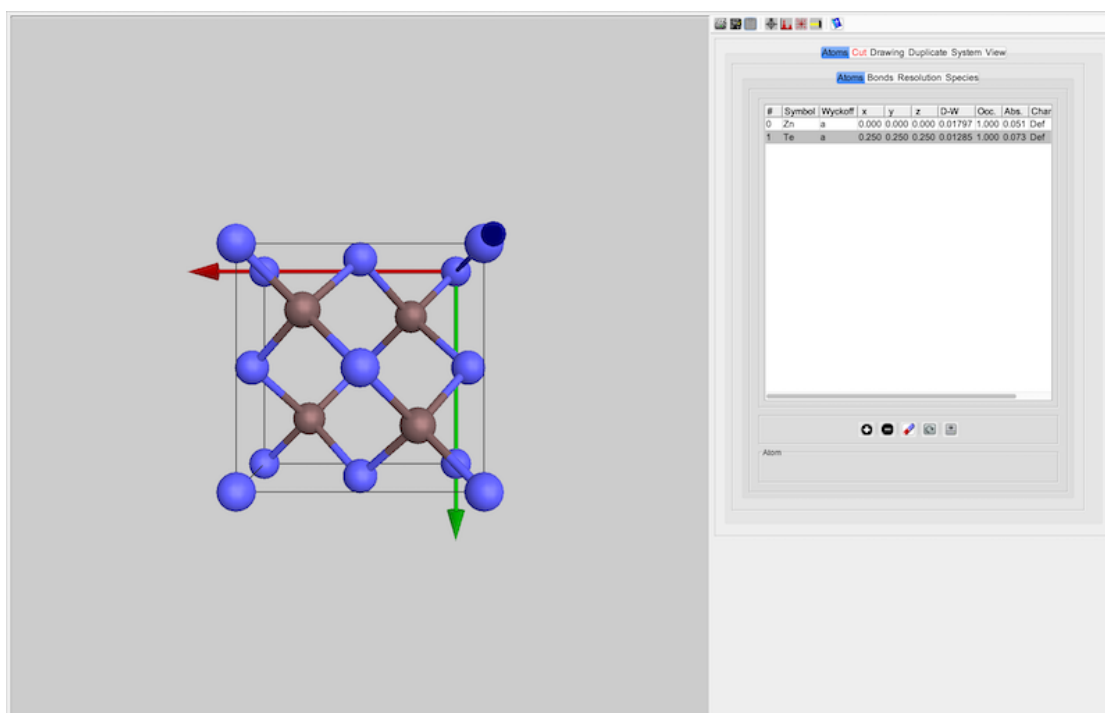 Atoms Cut Drawing Duplicate System View
Atoms Bonds Resolution Species
# Symbol Wyckoff x y z D-W Occ. Abs. Char
0 Zn a 0.000 0.000 0.000 0.01797 1.000 0.051 Def
1 Te a 0.250 0.250 0.250 0.01285 1.000 0.073 Def
Atom